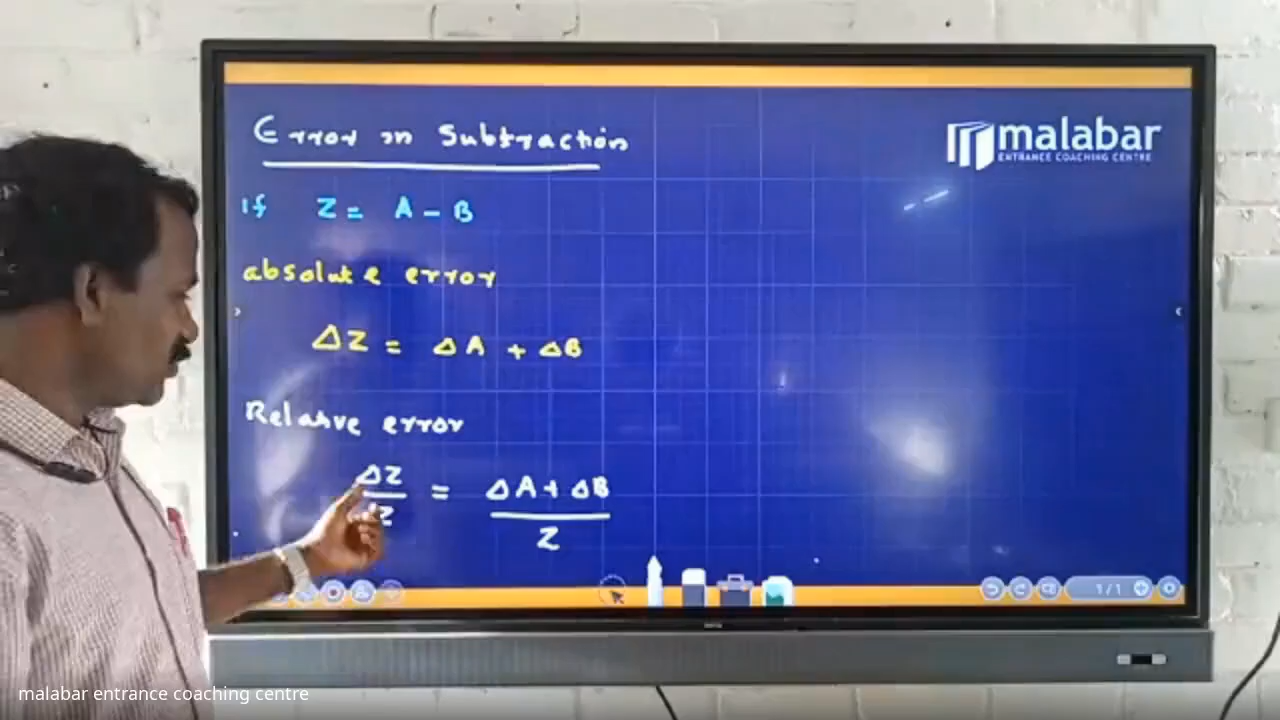 Error in Subtraction
malabar
ENTRANCE COACHING CENTRE
if Z = A - B
absolute error
ΔZ = ΔA + ΔB
Relative error
ΔZ/Z = ΔA + ΔB/Z
1/1
malabar entrance coaching centre